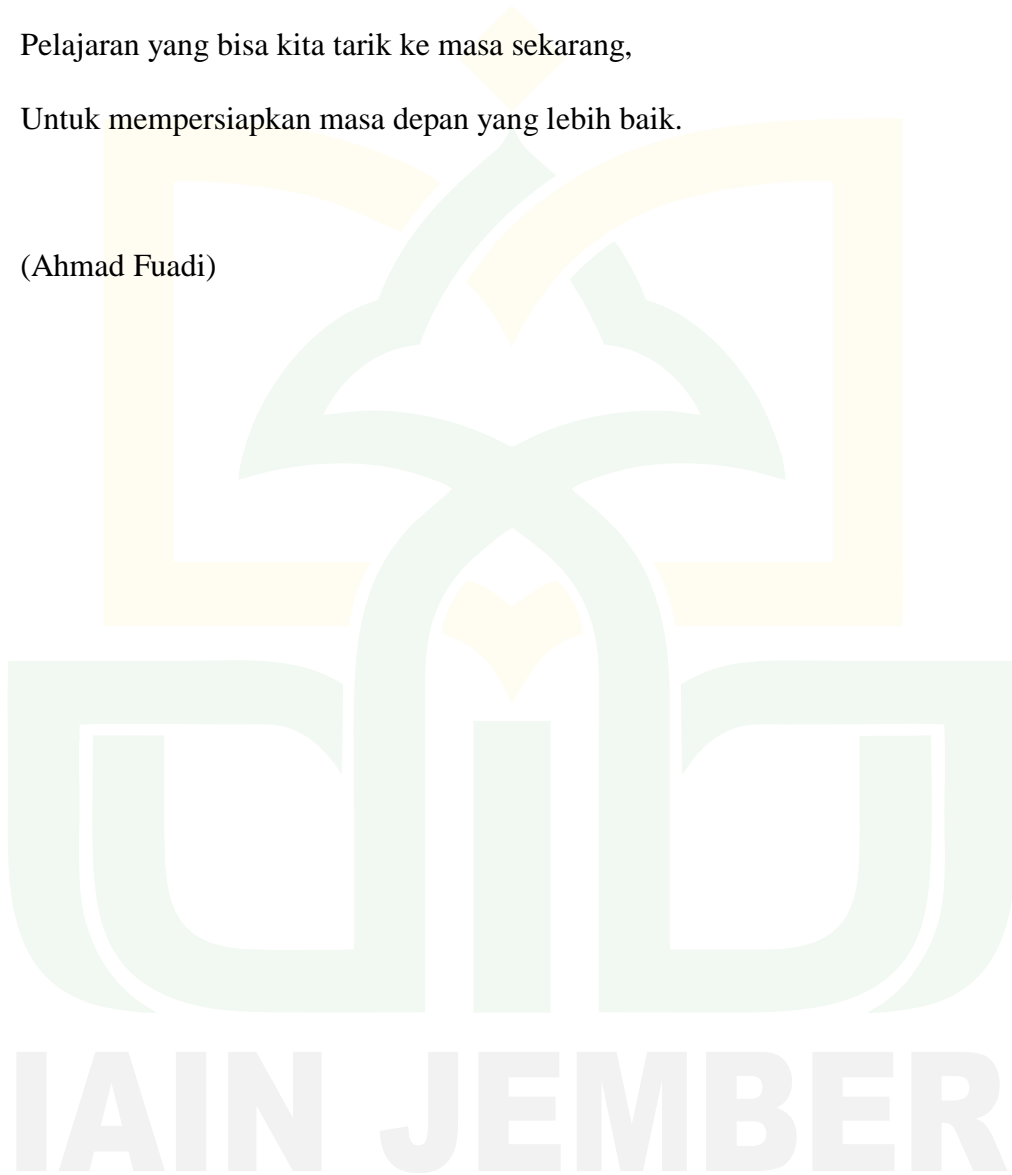 Pelajaran yang bisa kita tarik ke masa sekarang,
Untuk mempersiapkan masa depan yang lebih baik.
(Ahmad Fuadi)
IAIN JEMBER